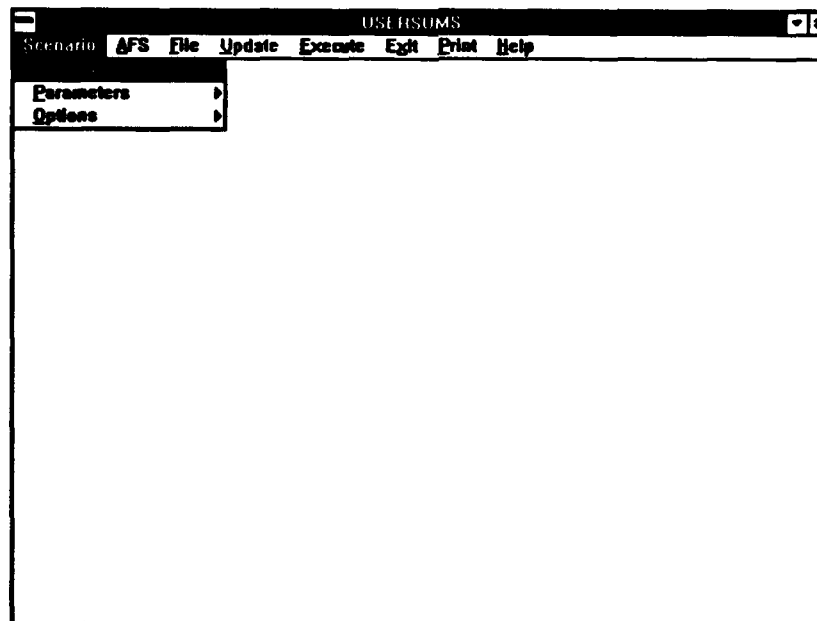 USERSUMS
Scenario AFS File Update Execute Exit Print Help
Parameters
Options